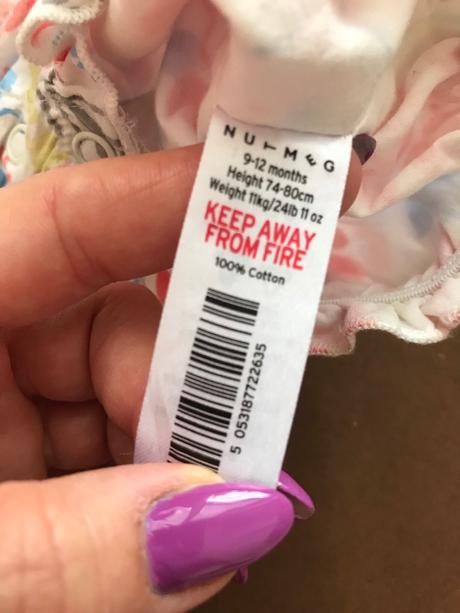 NUTMEG
9-12 months
Height 74-80cm
Weight 11kg/24lb 11 oz
KEEP AWAY
FROM FIRE
100% Cotton
5 053187722635